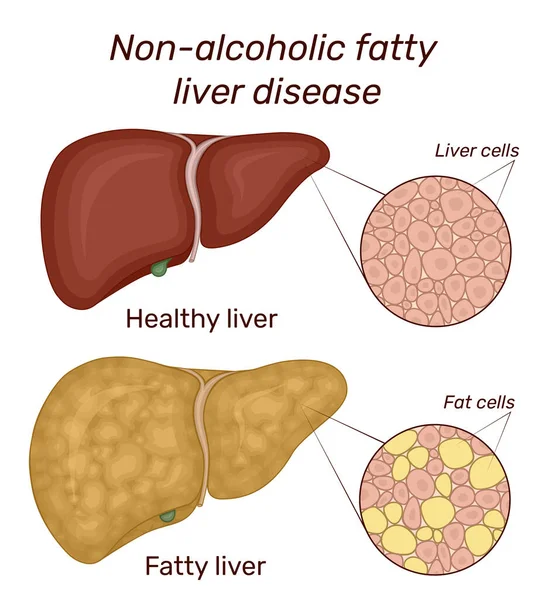 Non-alcoholic fatty
liver disease
Liver cells
Healthy liver
Fat cells
Fatty liver